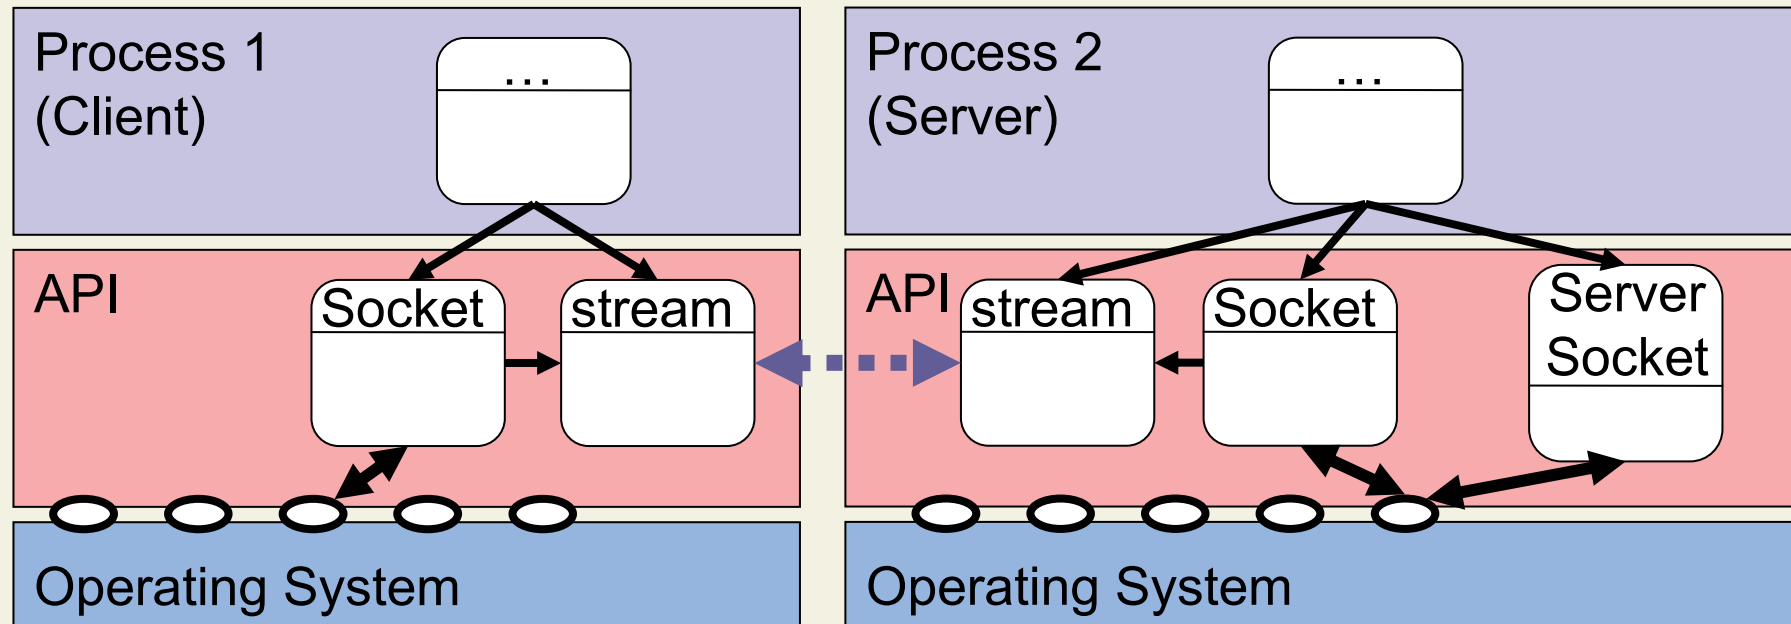 Process 1
(Client)
…
API
Socket
stream
Operating System
Process 2
(Server)
…
API
stream
Socket
Server
Socket
Operating System